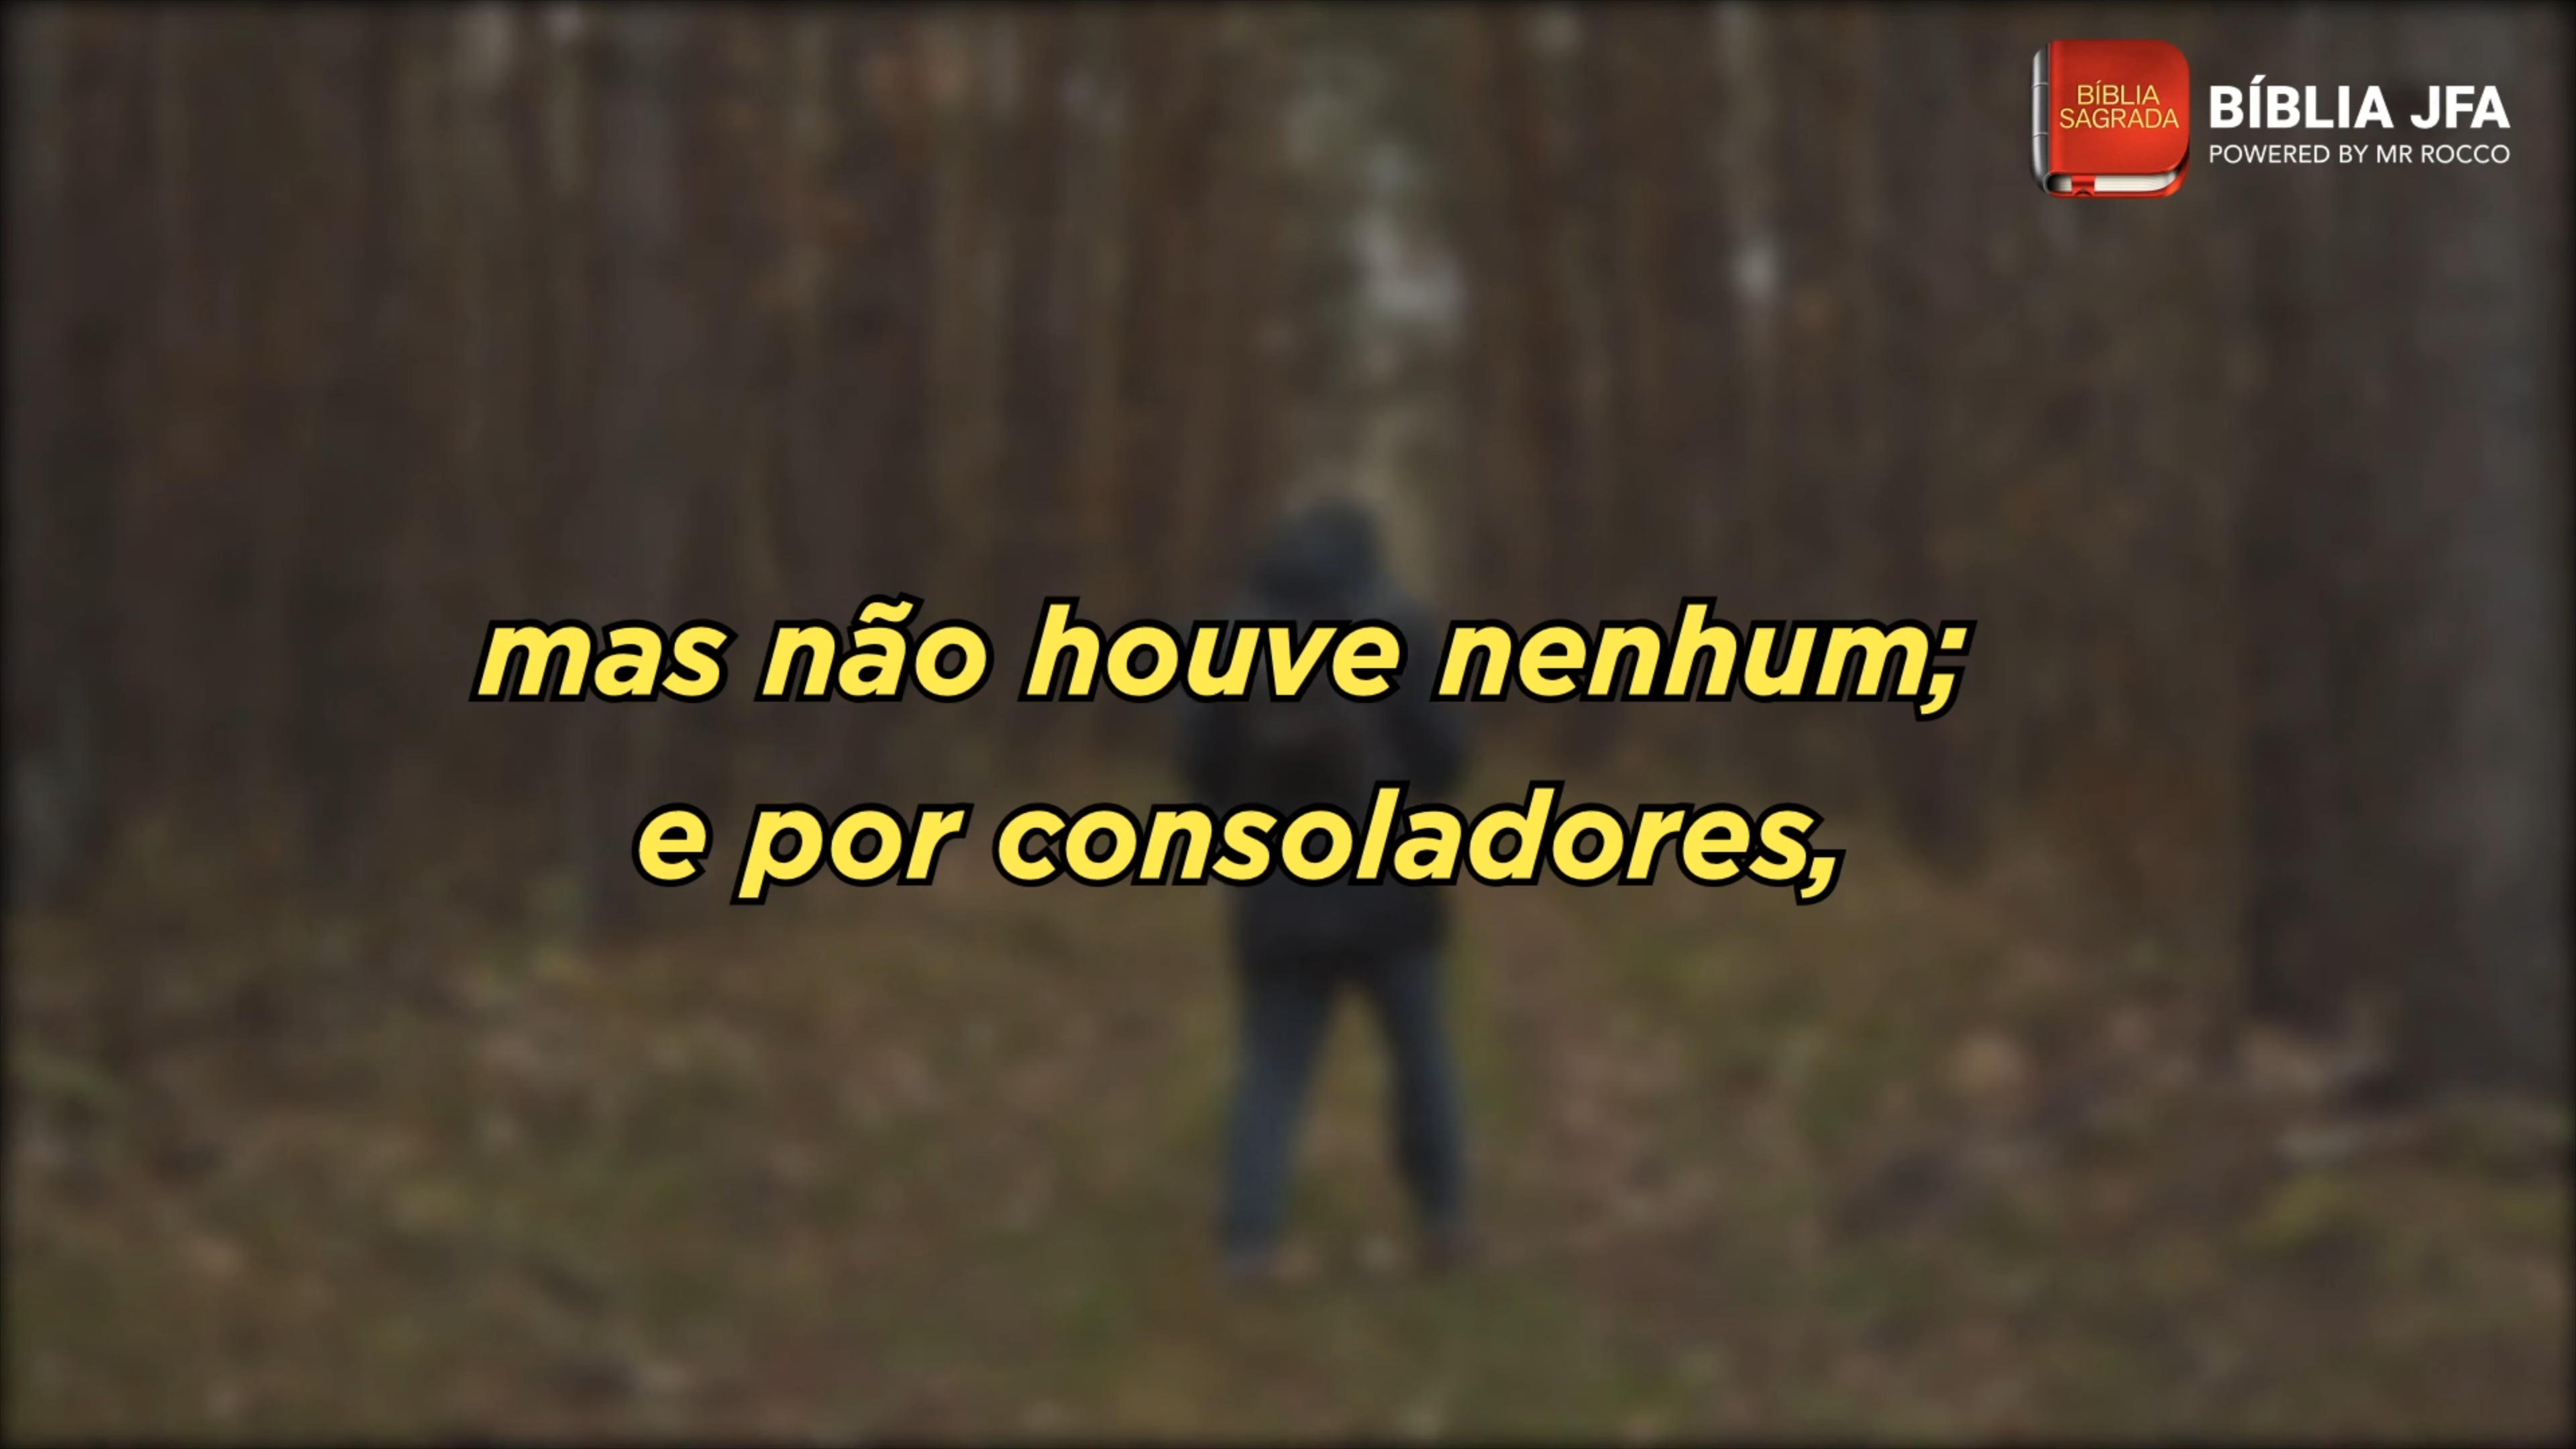 BÍBLIA
SAGRADA
BÍBLIA JFA
POWERED BY MR ROCCO
mas não houve nenhum;
e por consoladores,